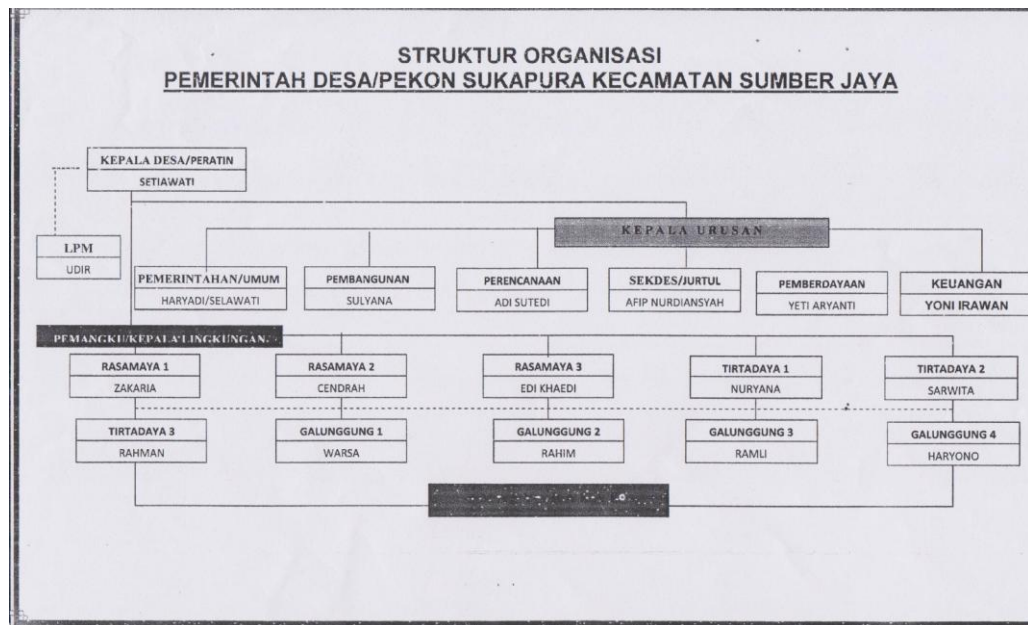 STRUKTUR ORGANISASI
PEMERINTAH DESA/PEKON SUKAPURA KECAMATAN SUMBER JAYA
KEPALA DESA/PERATIN
SETIAWATI
KEPALA URUSAN
LPM
UDIR
PEMERINTAHAN/UMUM
HARYADI/SELAWATI
PEMBANGUNAN
SULYANA
PERENCANAAN
ADI SUTEDI
SEKDES/JURTUL
AFIP NURDIANSYAH
PEMBERDAYAAN
YETI ARYANTI
KEUANGAN
YONI IRAWAN
PEMANGKU/KEPALA LINGKUNGAN.
RASAMAYA 1
ZAKARIA
RASAMAYA 2
CENDRAH
RASAMAYA 3
EDI KHAEDI
TIRTADAYA 1
NURYANA
TIRTADAYA 2
SARWITA
TIRTADAYA 3
RAHMAN
GALUNGGUNG 1
WARSA
GALUNGGUNG 2
RAHIM
GALUNGGUNG 3
RAMLI
GALUNGGUNG 4
HARYONO